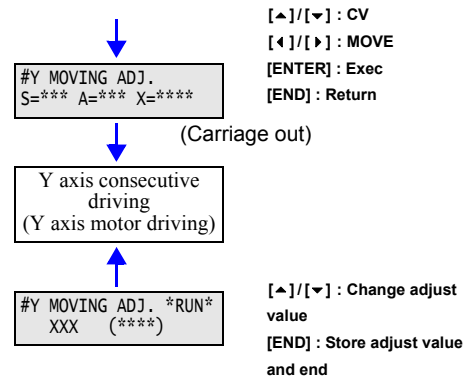 [▲]/[▼] : CV
[◀]/[▶] : MOVE
[ENTER] : Exec
[END] : Return
#Y MOVING ADJ.
S=*** A=*** X=****
(Carriage out)
Y axis consecutive
driving
(Y axis motor driving)
#Y MOVING ADJ. *RUN*
XXX (****)
[▲]/[▼] : Change adjust
value
[END] : Store adjust value
and end